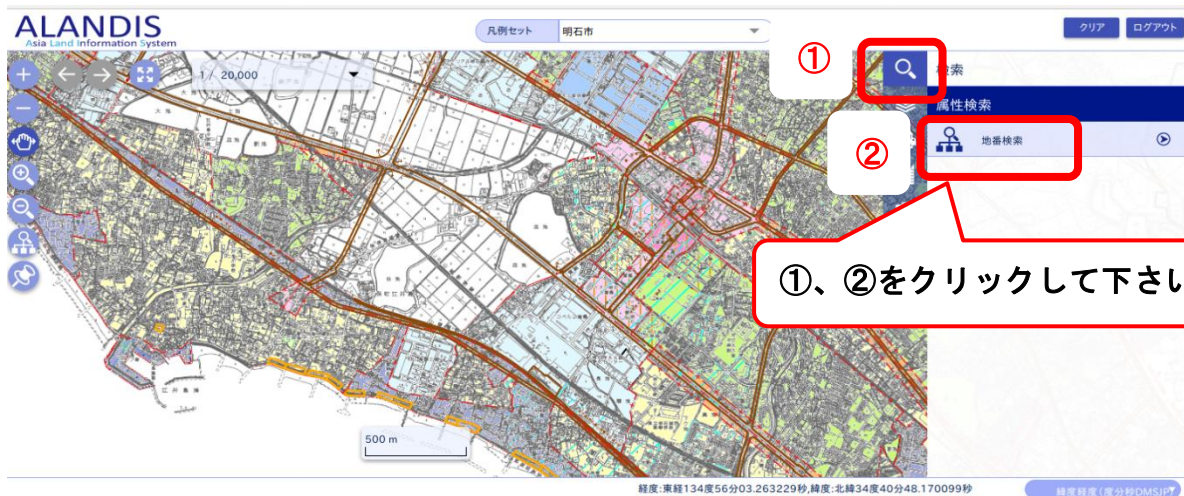 ALANDIS
Asia Land Information System
凡例セット 明石市
クリア ログアウト
1 / 20,000
①
検索
属性検索
②
地番検索
①、②をクリックして下さい
500 m
経度:東経134度56分03.263229秒,緯度:北緯34度40分48.170099秒
経度緯度(度分秒DMS)JP